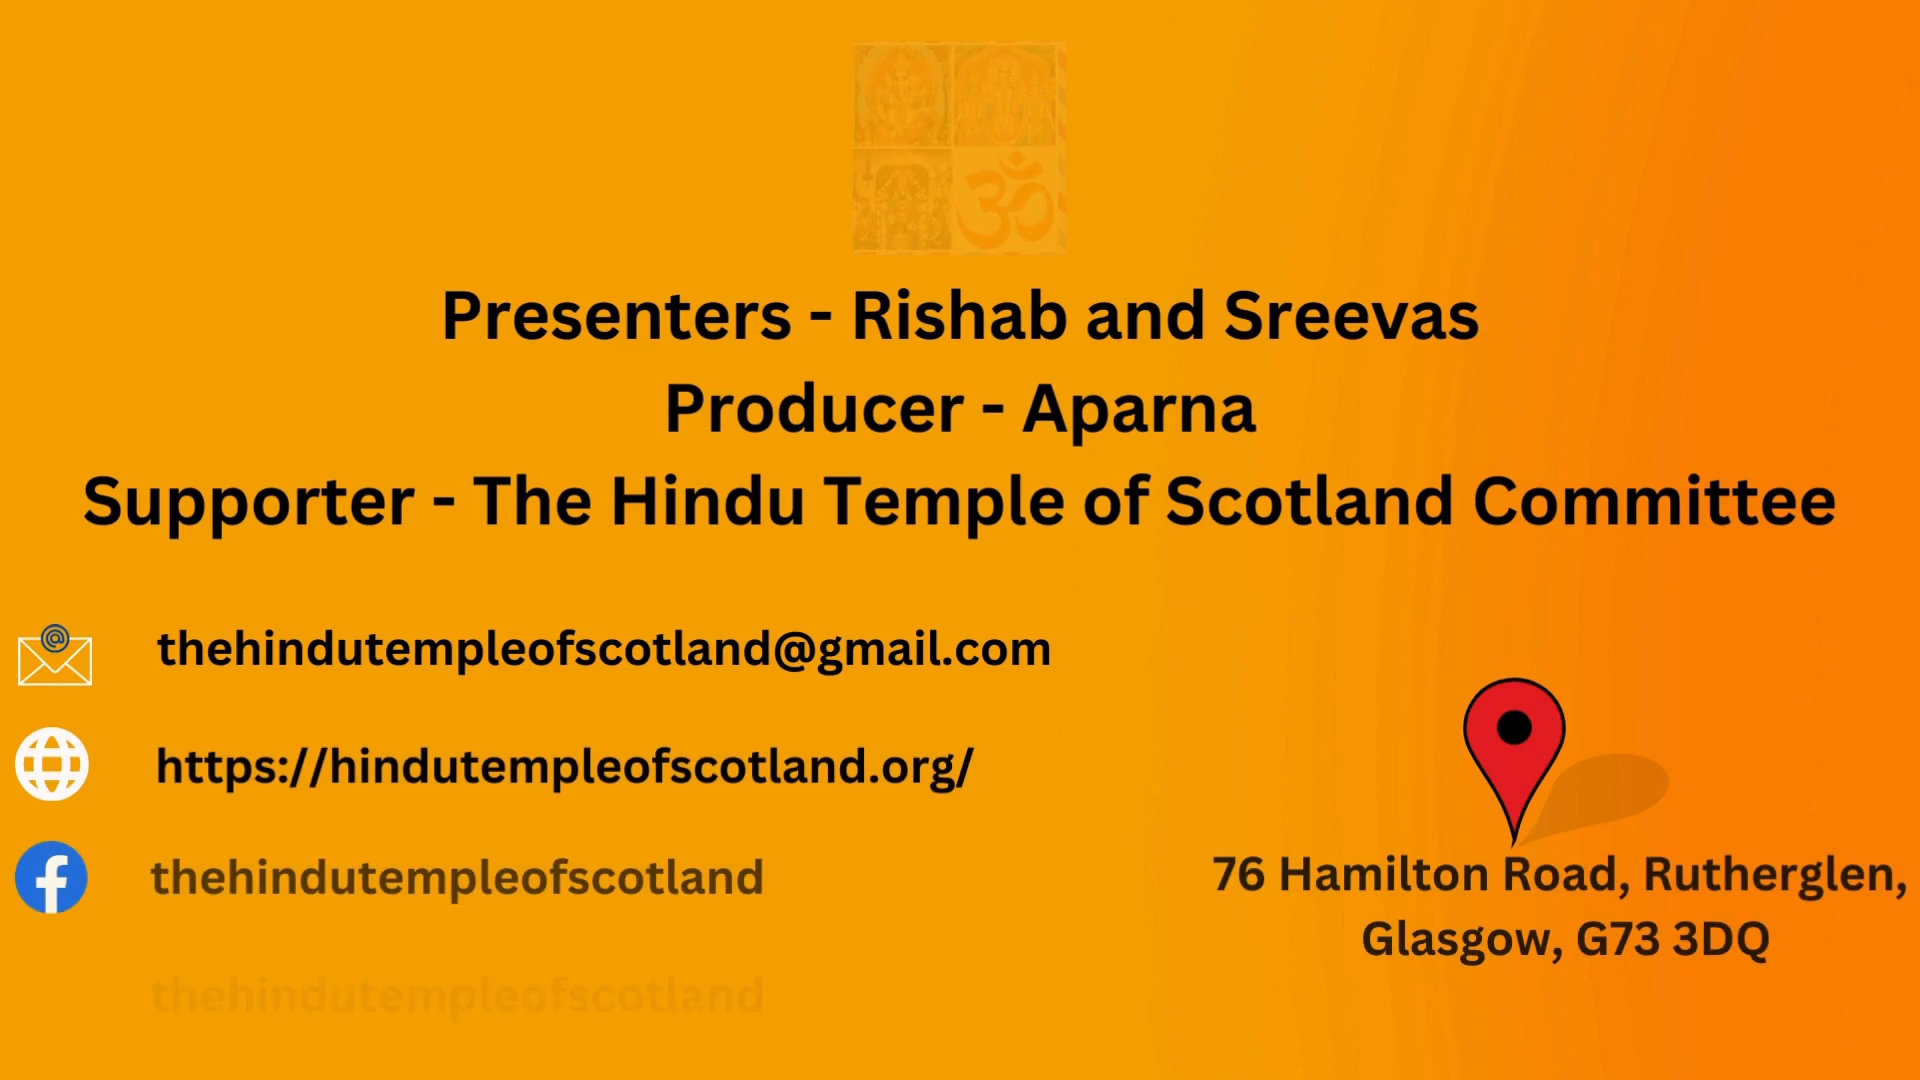 ॐ
Presenters - Rishab and Sreevas
Producer - Aparna
Supporter - The Hindu Temple of Scotland Committee
thehindutempleofscotland@gmail.com
https://hindutempleofscotland.org/
thehindutempleofscotland
thehindutempleofscotland
76 Hamilton Road, Rutherglen,
Glasgow, G73 3DQ